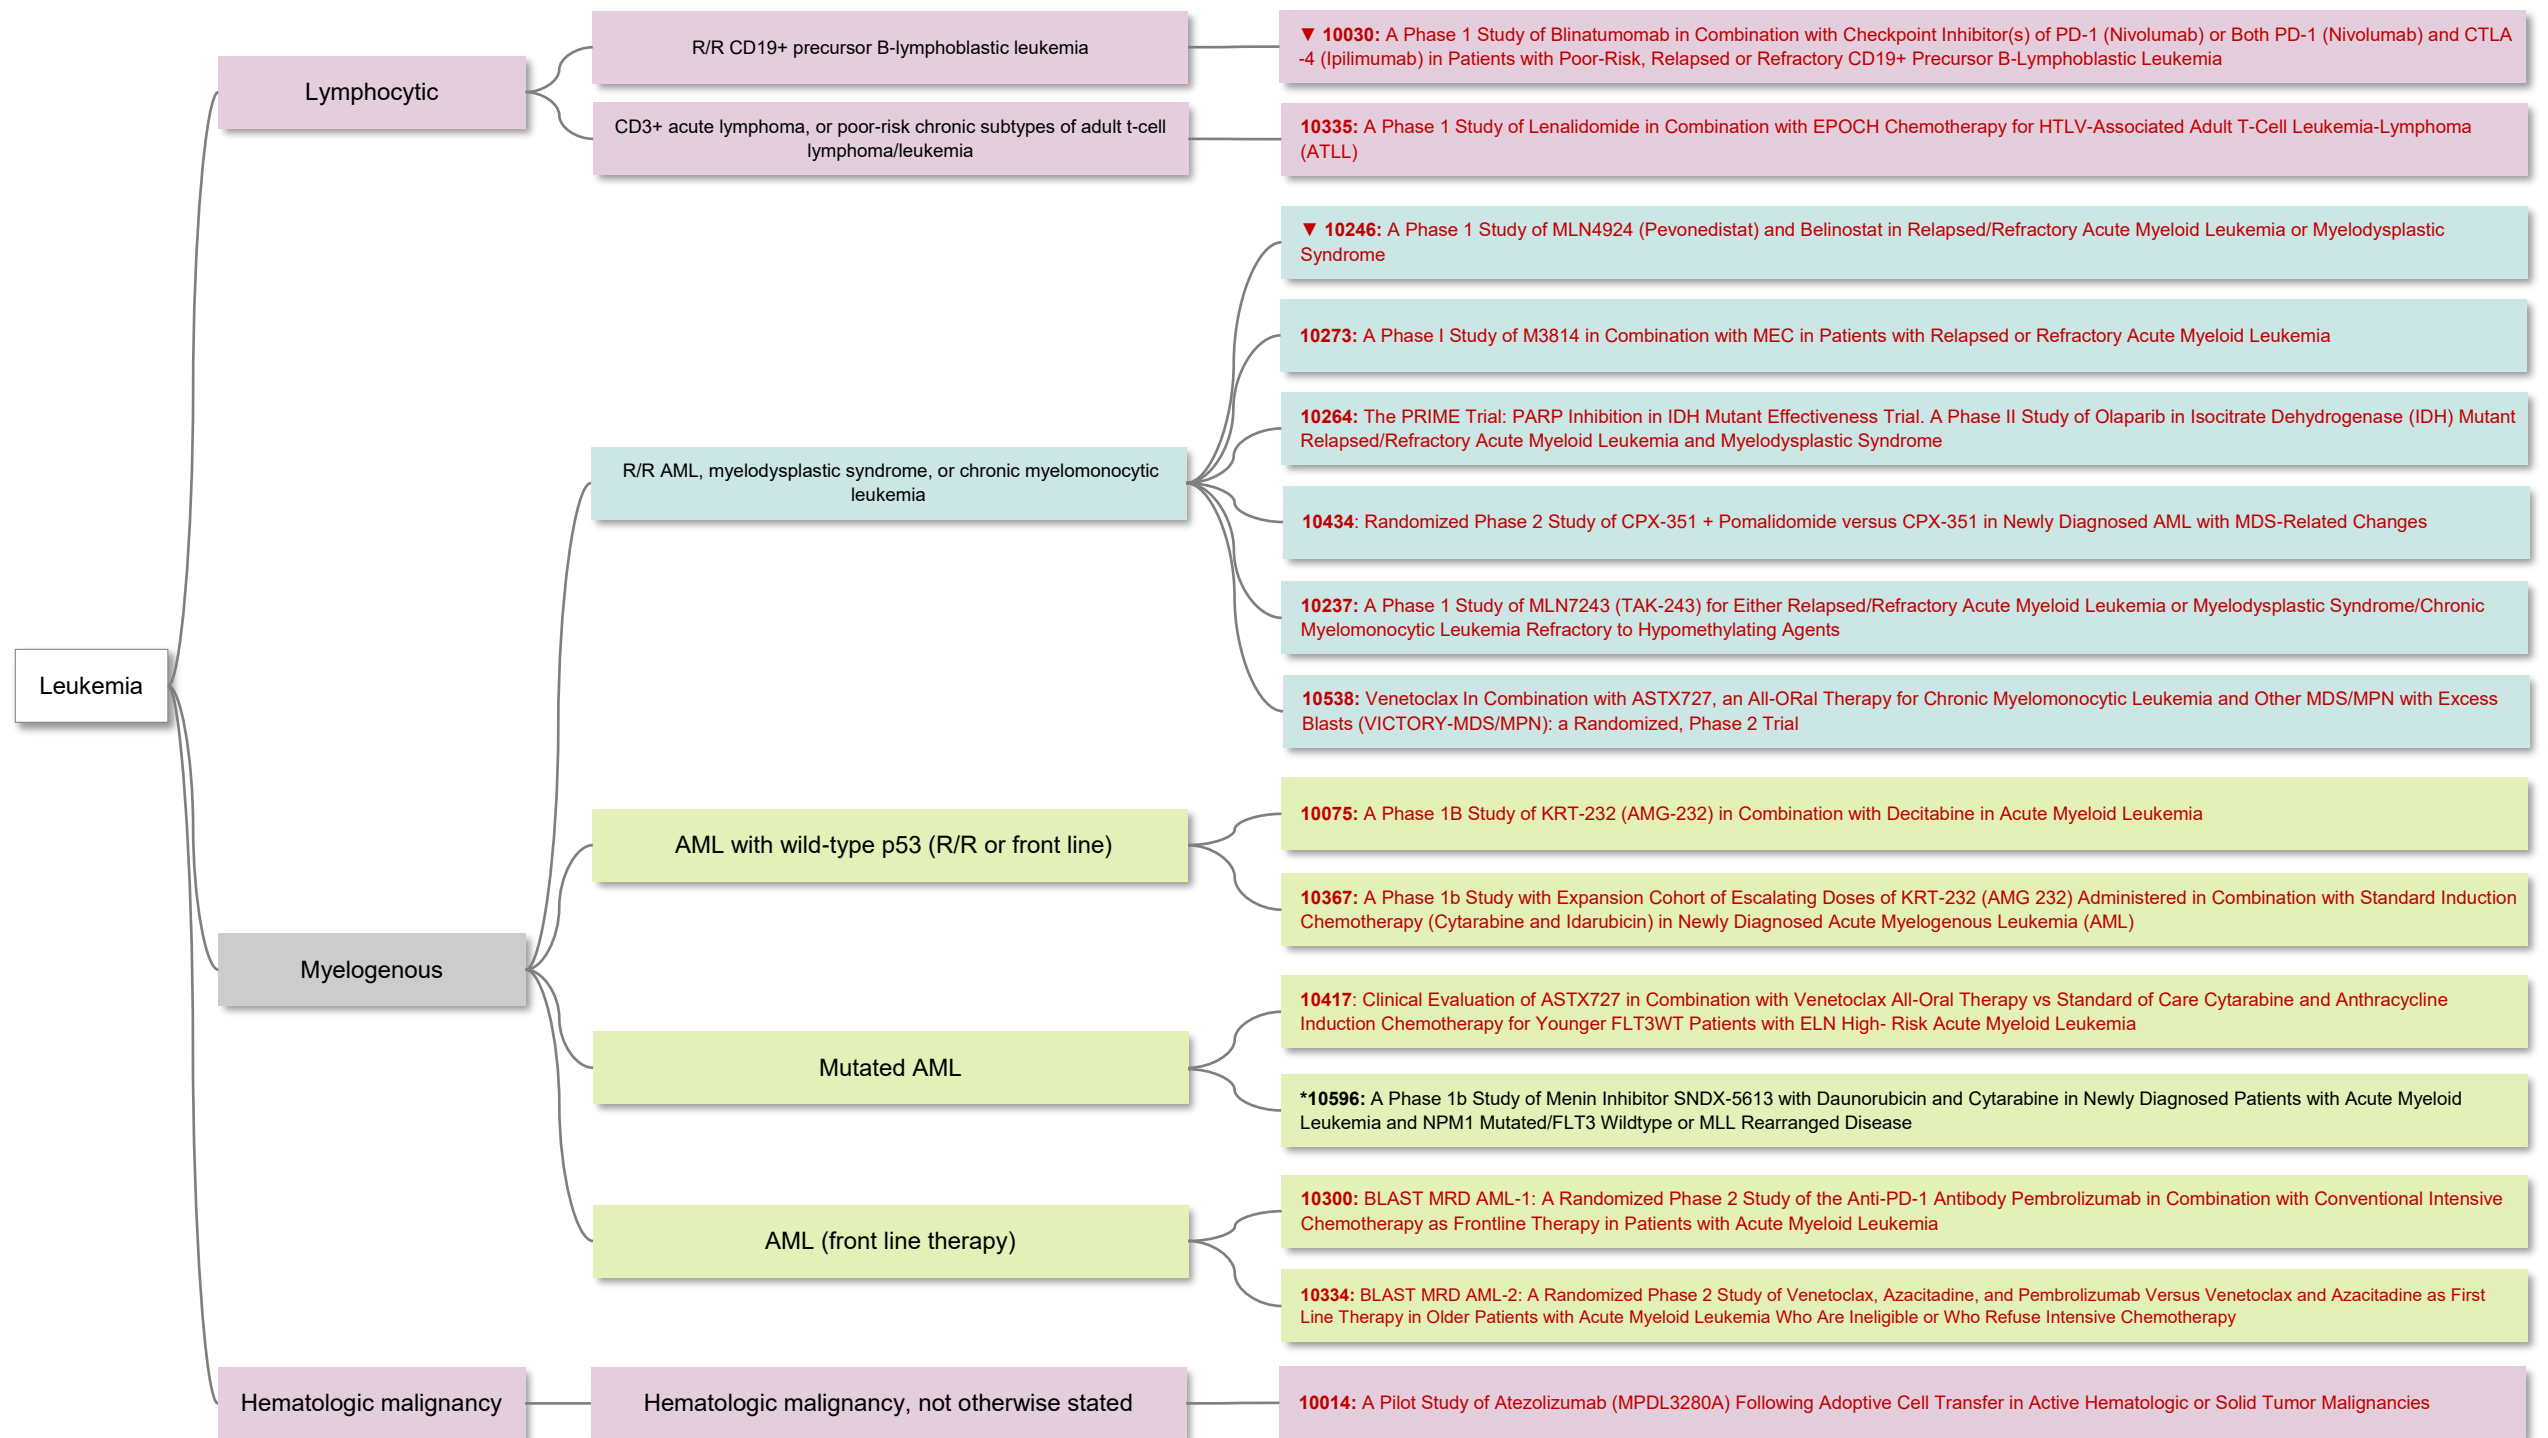 Leukemia
Lymphocytic
R/R CD19+ precursor B-lymphoblastic leukemia
▼ 10030: A Phase 1 Study of Blinatumomab in Combination with Checkpoint Inhibitor(s) of PD-1 (Nivolumab) or Both PD-1 (Nivolumab) and CTLA
-4 (Ipilimumab) in Patients with Poor-Risk, Relapsed or Refractory CD19+ Precursor B-Lymphoblastic Leukemia
CD3+ acute lymphoma, or poor-risk chronic subtypes of adult t-cell
lymphoma/leukemia
10335: A Phase 1 Study of Lenalidomide in Combination with EPOCH Chemotherapy for HTLV-Associated Adult T-Cell Leukemia-Lymphoma
(ATLL)
Myelogenous
R/R AML, myelodysplastic syndrome, or chronic myelomonocytic
leukemia
▼ 10246: A Phase 1 Study of MLN4924 (Pevonedistat) and Belinostat in Relapsed/Refractory Acute Myeloid Leukemia or Myelodysplastic
Syndrome
10273: A Phase I Study of M3814 in Combination with MEC in Patients with Relapsed or Refractory Acute Myeloid Leukemia
10264: The PRIME Trial: PARP Inhibition in IDH Mutant Effectiveness Trial. A Phase II Study of Olaparib in Isocitrate Dehydrogenase (IDH) Mutant
Relapsed/Refractory Acute Myeloid Leukemia and Myelodysplastic Syndrome
10434: Randomized Phase 2 Study of CPX-351 + Pomalidomide versus CPX-351 in Newly Diagnosed AML with MDS-Related Changes
10237: A Phase 1 Study of MLN7243 (TAK-243) for Either Relapsed/Refractory Acute Myeloid Leukemia or Myelodysplastic Syndrome/Chronic
Myelomonocytic Leukemia Refractory to Hypomethylating Agents
10538: Venetoclax In Combination with ASTX727, an All-ORal Therapy for Chronic Myelomonocytic Leukemia and Other MDS/MPN with Excess
Blasts (VICTORY-MDS/MPN): a Randomized, Phase 2 Trial
AML with wild-type p53 (R/R or front line)
10075: A Phase 1B Study of KRT-232 (AMG-232) in Combination with Decitabine in Acute Myeloid Leukemia
10367: A Phase 1b Study with Expansion Cohort of Escalating Doses of KRT-232 (AMG 232) Administered in Combination with Standard Induction
Chemotherapy (Cytarabine and Idarubicin) in Newly Diagnosed Acute Myelogenous Leukemia (AML)
Mutated AML
10417: Clinical Evaluation of ASTX727 in Combination with Venetoclax All-Oral Therapy vs Standard of Care Cytarabine and Anthracycline
Induction Chemotherapy for Younger FLT3WT Patients with ELN High- Risk Acute Myeloid Leukemia
*10596: A Phase 1b Study of Menin Inhibitor SNDX-5613 with Daunorubicin and Cytarabine in Newly Diagnosed Patients with Acute Myeloid
Leukemia and NPM1 Mutated/FLT3 Wildtype or MLL Rearranged Disease
AML (front line therapy)
10300: BLAST MRD AML-1: A Randomized Phase 2 Study of the Anti-PD-1 Antibody Pembrolizumab in Combination with Conventional Intensive
Chemotherapy as Frontline Therapy in Patients with Acute Myeloid Leukemia
10334: BLAST MRD AML-2: A Randomized Phase 2 Study of Venetoclax, Azacitadine, and Pembrolizumab Versus Venetoclax and Azacitadine as First
Line Therapy in Older Patients with Acute Myeloid Leukemia Who Are Ineligible or Who Refuse Intensive Chemotherapy
Hematologic malignancy
Hematologic malignancy, not otherwise stated
10014: A Pilot Study of Atezolizumab (MPDL3280A) Following Adoptive Cell Transfer in Active Hematologic or Solid Tumor Malignancies